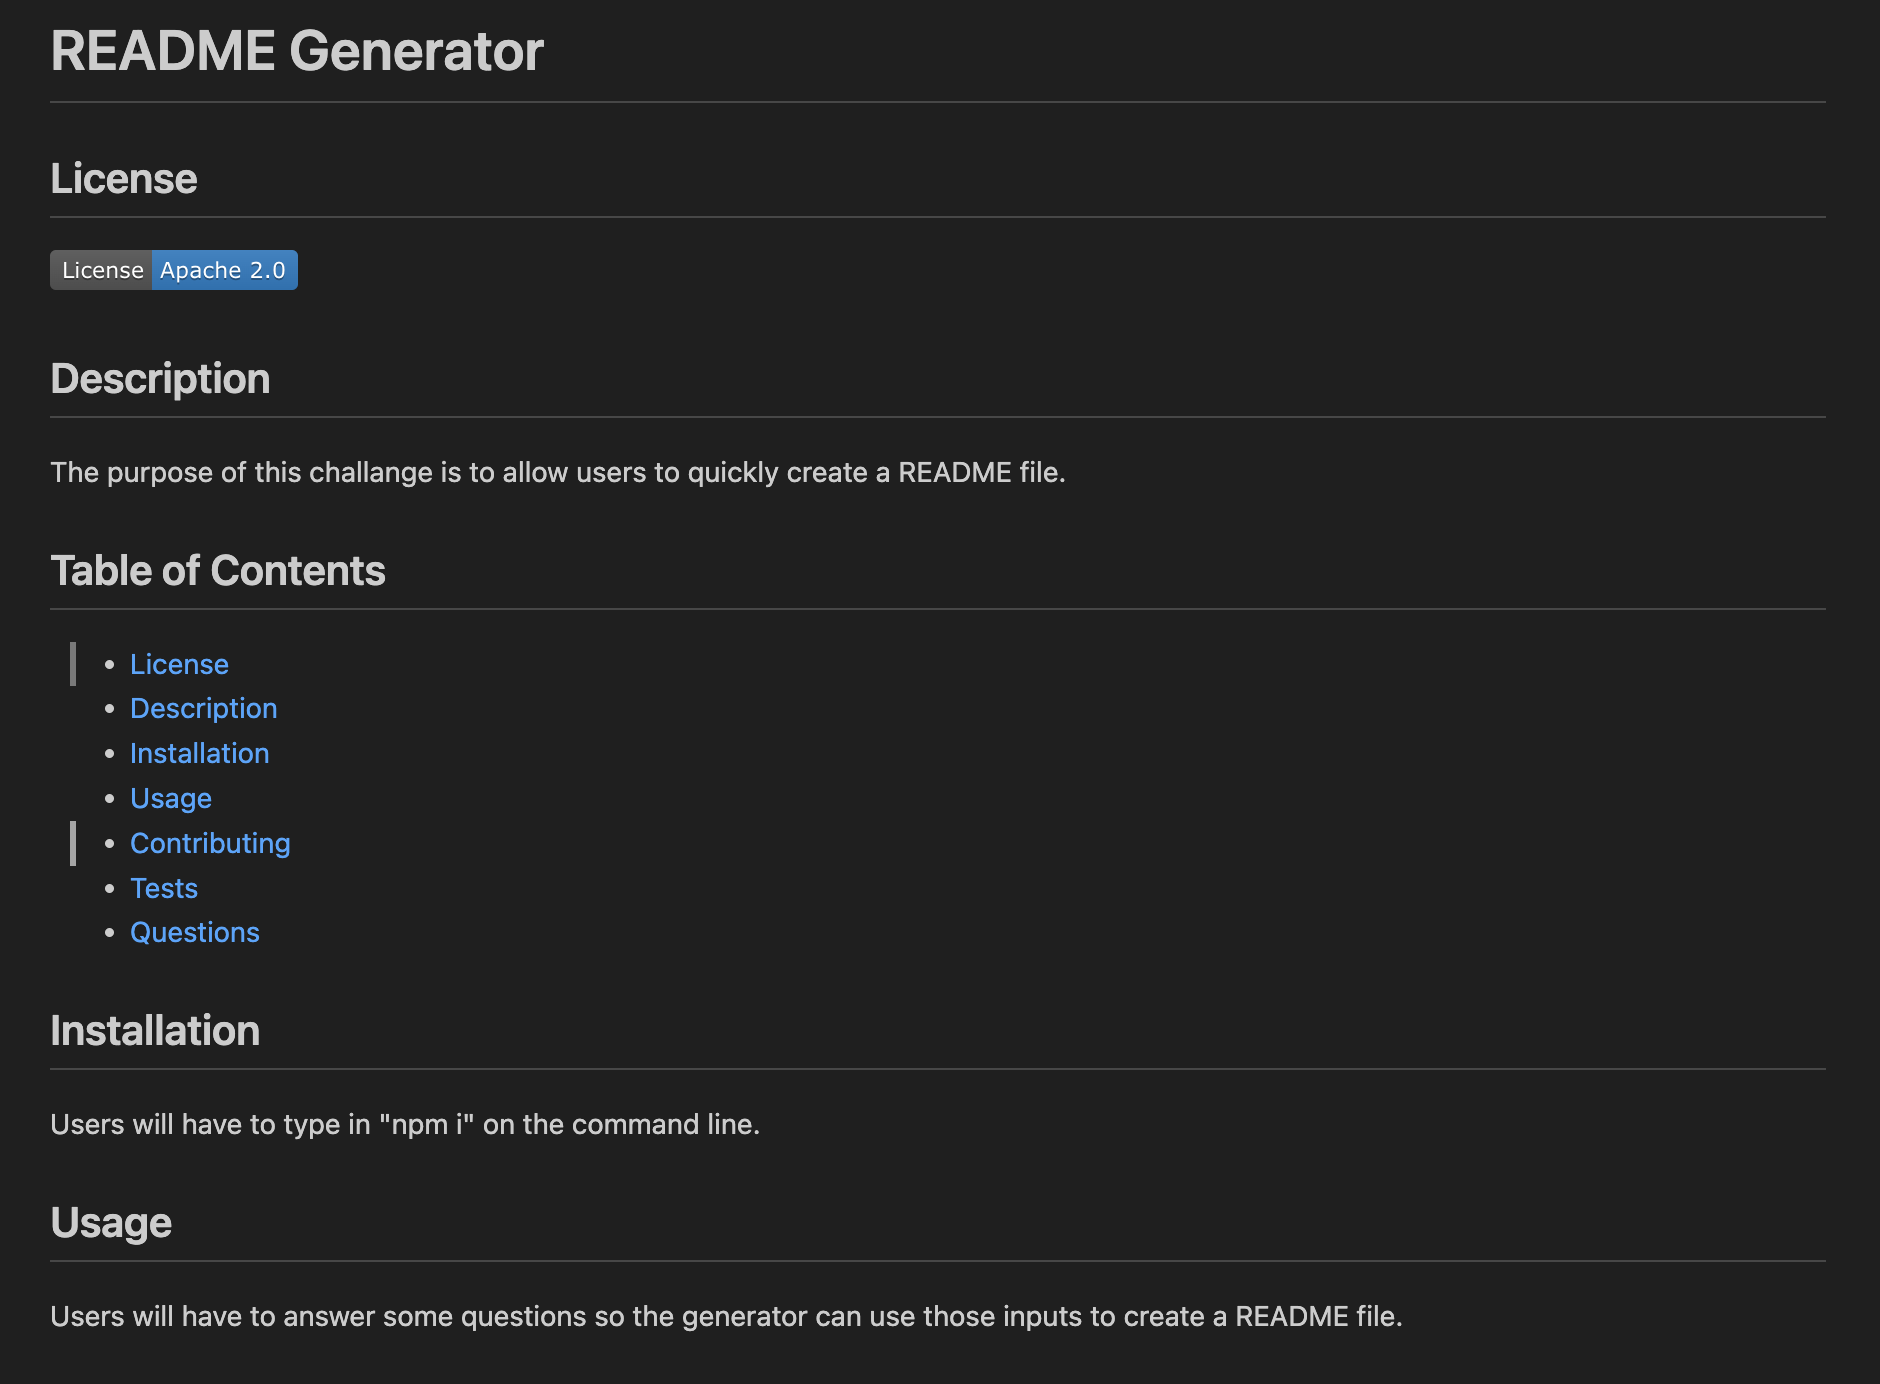 README Generator
License
License Apache 2.0
Description
The purpose of this challange is to allow users to quickly create a README file.
Table of Contents
• License
• Description
• Installation
• Usage
• Contributing
• Tests
• Questions
Installation
Users will have to type in "npm i" on the command line.
Usage
Users will have to answer some questions so the generator can use those inputs to create a README file.